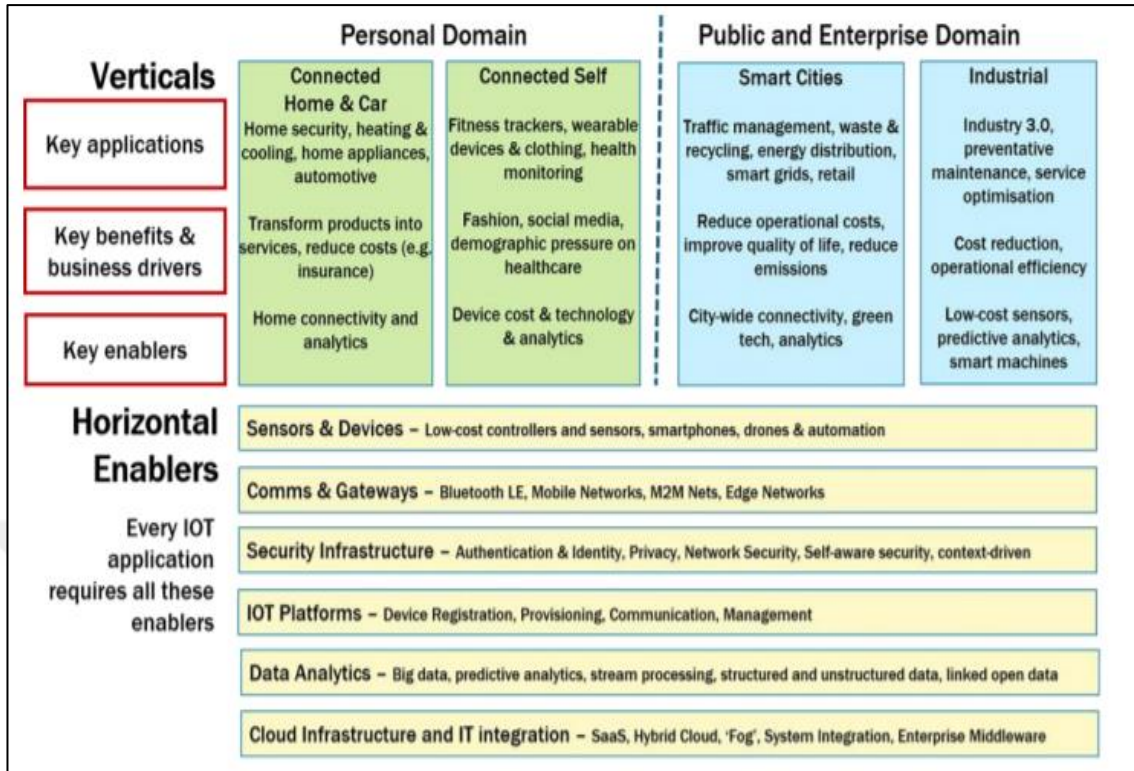 Personal Domain
Public and Enterprise Domain
Verticals
Key applications
Key benefits &
business drivers
Key enablers
Connected
Home & Car
Home security, heating &
cooling, home appliances,
automotive
Transform products into
services, reduce costs (e.g.
insurance)
Home connectivity and
analytics
Connected Self
Fitness trackers, wearable
devices & clothing, health
monitoring
Fashion, social media,
demographic pressure on
healthcare
Device cost & technology
& analytics
Smart Cities
Traffic management, waste &
recycling, energy distribution,
smart grids, retail
Reduce operational costs,
improve quality of life, reduce
emissions
City-wide connectivity, green
tech, analytics
Industrial
Industry 3.0,
preventative
maintenance, service
optimisation
Cost reduction,
operational efficiency
Low-cost sensors,
predictive analytics,
smart machines
Horizontal
Enablers
Every IOT
application
requires all these
enablers
Sensors & Devices – Low-cost controllers and sensors, smartphones, drones & automation
Comms & Gateways – Bluetooth LE, Mobile Networks, M2M Nets, Edge Networks
Security Infrastructure – Authentication & Identity, Privacy, Network Security, Self-aware security, context-driven
IOT Platforms – Device Registration, Provisioning, Communication, Management
Data Analytics – Big data, predictive analytics, stream processing, structured and unstructured data, linked open data
Cloud Infrastructure and IT integration – SaaS, Hybrid Cloud, ‘Fog’, System Integration, Enterprise Middleware